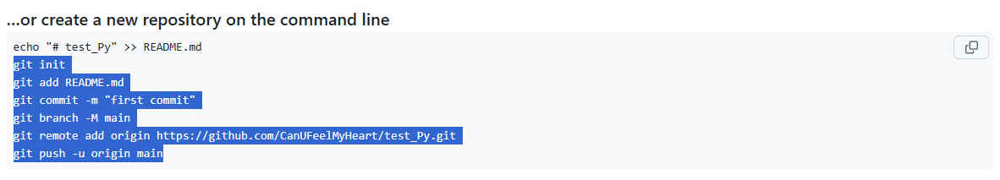 ...or create a new repository on the command line
echo "# test_Py" >> README.md
git init
git add README.md
git commit -m "first commit"
git branch -M main
git remote add origin https://github.com/CanUFeelMyHeart/test_Py.git
git push -u origin main